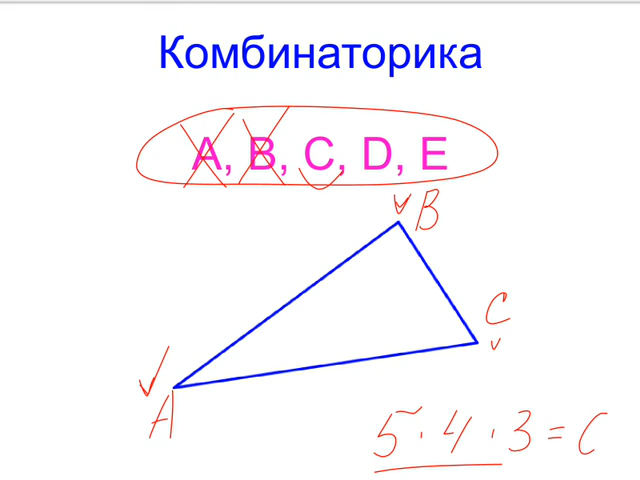 Комбинаторика
A, B, C, D, E
B
C
A
5 · 4 · 3 =